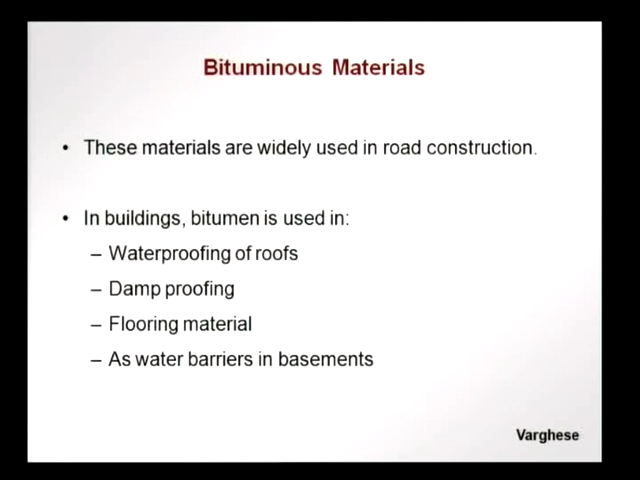 Bituminous Materials
• These materials are widely used in road construction.
• In buildings, bitumen is used in:
– Waterproofing of roofs
– Damp proofing
– Flooring material
– As water barriers in basements
Varghese